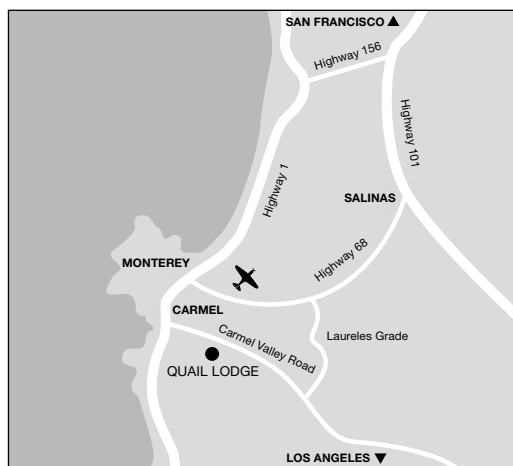 SAN FRANCISCO
Highway 156
Highway 101
Highway 1
SALINAS
Highway 68
MONTEREY
CARMEL
Laureles Grade
Carmel Valley Road
QUAIL LODGE
LOS ANGELES